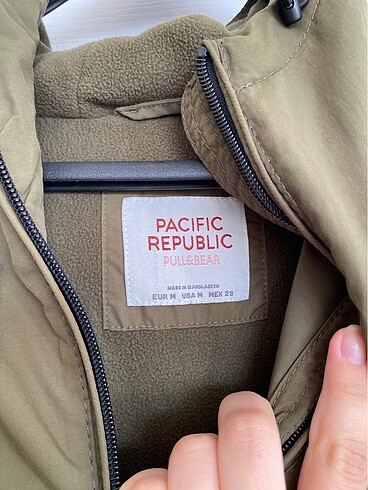 PACIFIC
REPUBLIC
PULL&BEAR
MADE IN BANGLADESH
EUR M USA M MEX 28